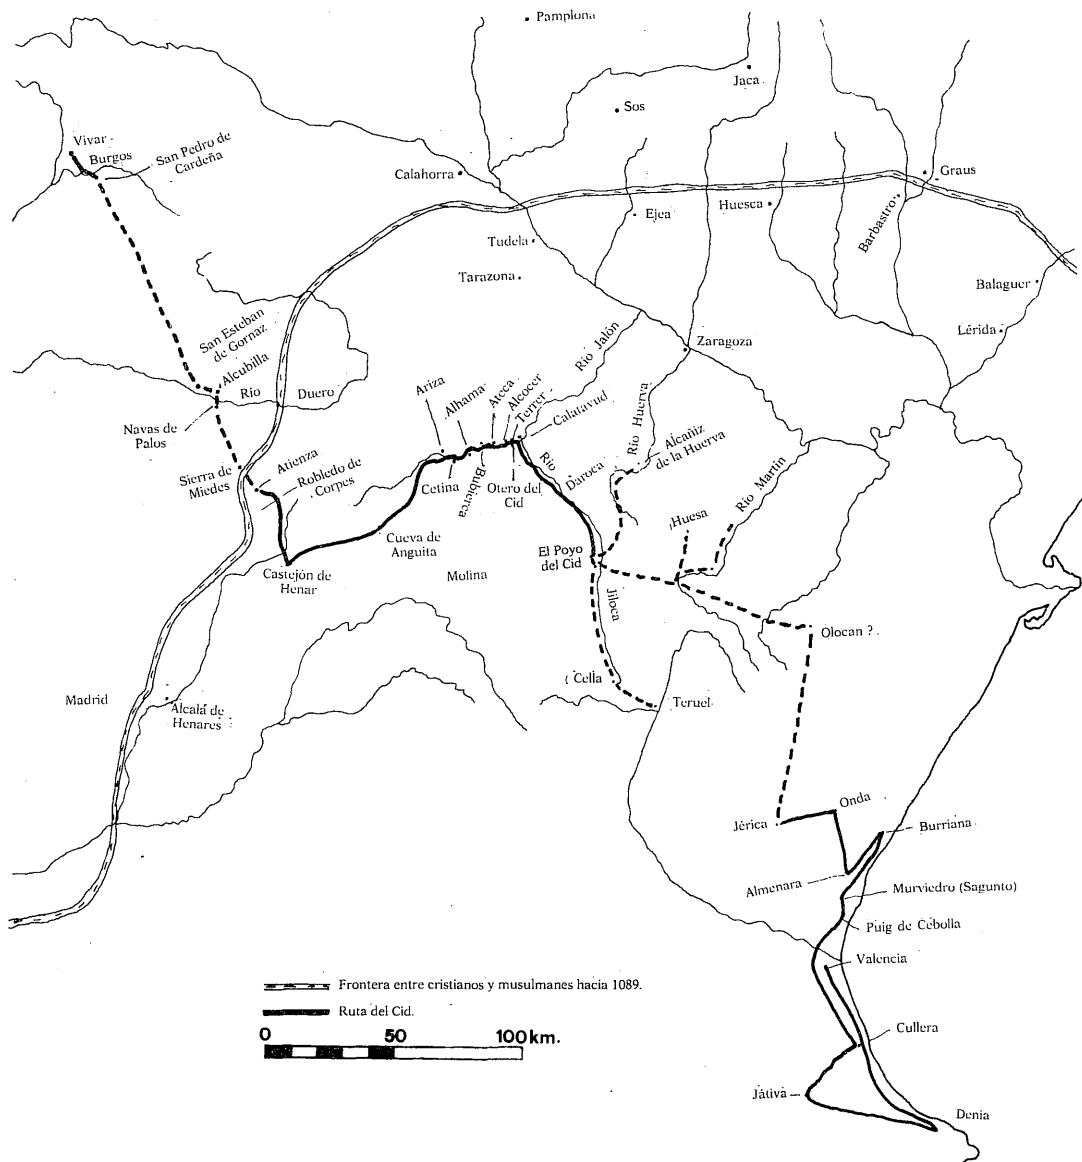 Pamplona
Jaca
Sos
Vivar
Burgos
San Pedro de
Cardeña
Calahorra
Graus
Huesca
Ejea
Barbastro
Tudela
Tarazona
Balaguer
Lérida
San Esteban
de Gornaz
Alcubilla
Río Duero
Zaragoza
Río Jalón
Ariza
Alhama
Ateca
Alcocer
Terrer
Calatavud
Río Huerva
Alcañiz
de la Huerva
Navas de
Palos
Sierra de
Miedes
Atienza
Robledo de
Corpes
Cetina
Bubierca
Otero del
Cid
Río
Daroca
Río Martín
Huesa
Cueva de
Anguita
El Poyo
del Cid
Castejón de
Henar
Molina
Jiloca
Olocan ?
Cella
Teruel
Madrid
Alcalá de
Henares
Jérica
Onda
Burriana
Almenara
Murviedro (Sagunto)
Puig de Cebolla
Valencia
Frontera entre cristianos y musulmanes hacia 1089.
Ruta del Cid.
0 50 100 km.
Cullera
Játiva
Denia